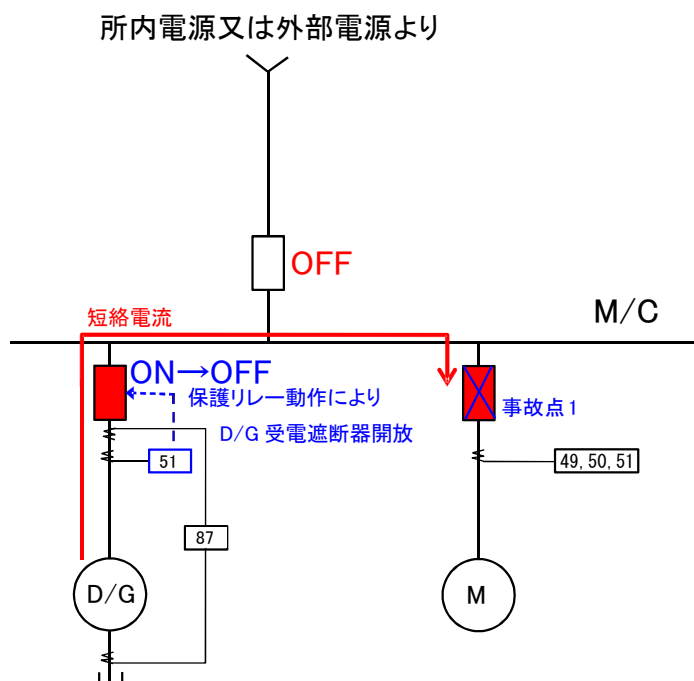 所内電源又は外部電源より
OFF
M/C
短絡電流
ON→OFF
保護リレー動作により
D/G 受電遮断器開放
事故点1
51
49, 50, 51
87
D/G
M